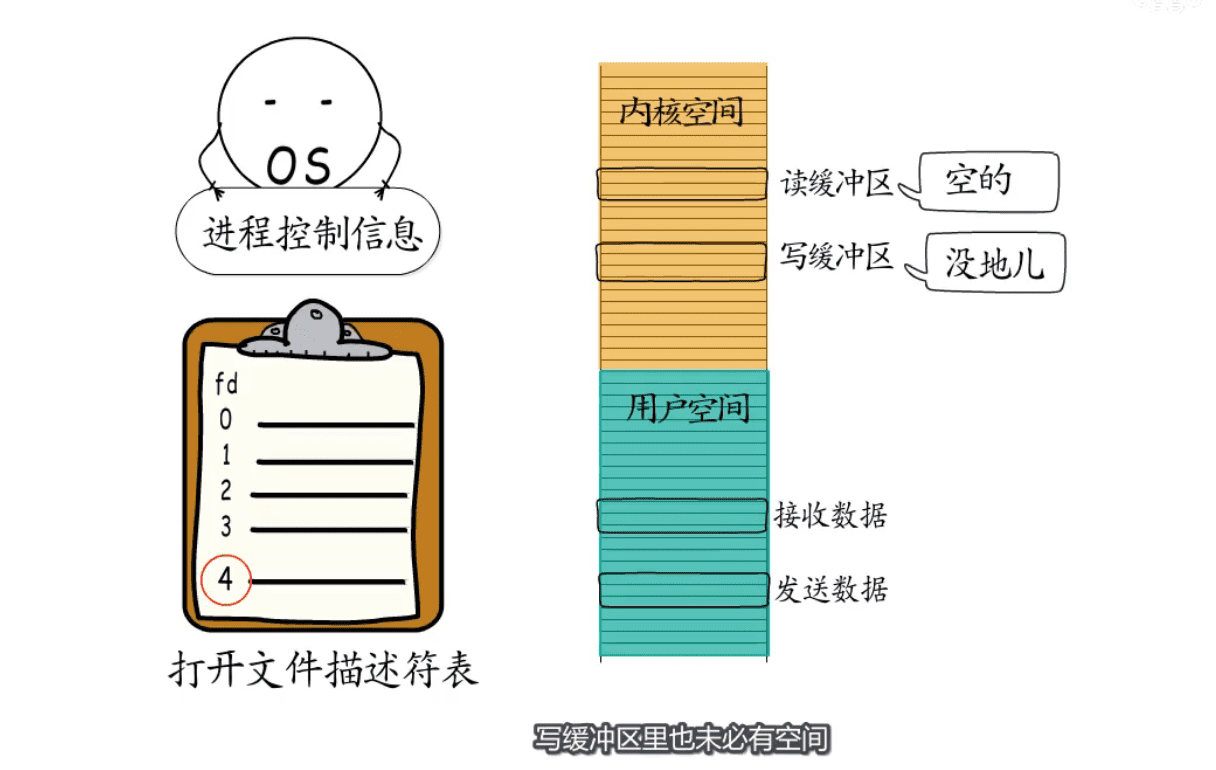 OS
进程控制信息
fd
0
1
2
3
4
打开文件描述符表
内核空间
读缓冲区
空的
写缓冲区
没地儿
用户空间
接收数据
发送数据
写缓冲区里也未必有空间